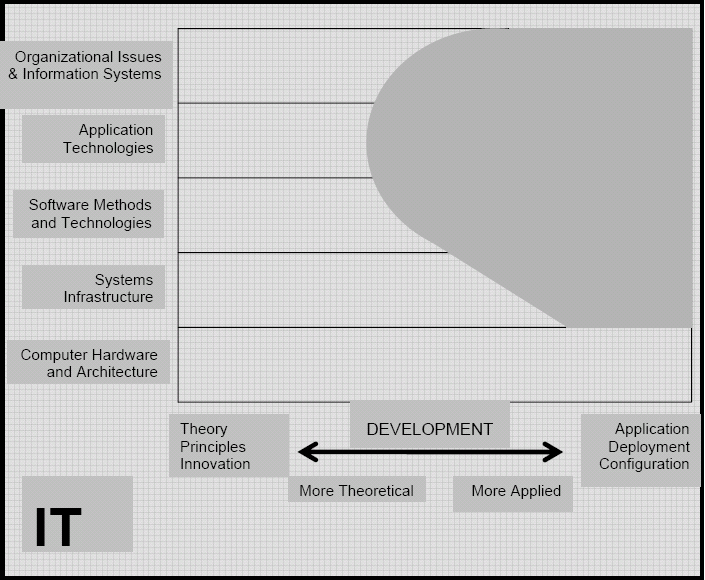 Organizational Issues
& Information Systems
Application
Technologies
Software Methods
and Technologies
Systems
Infrastructure
Computer Hardware
and Architecture
Theory
Principles
Innovation
DEVELOPMENT
Application
Deployment
Configuration
More Theoretical
More Applied
IT